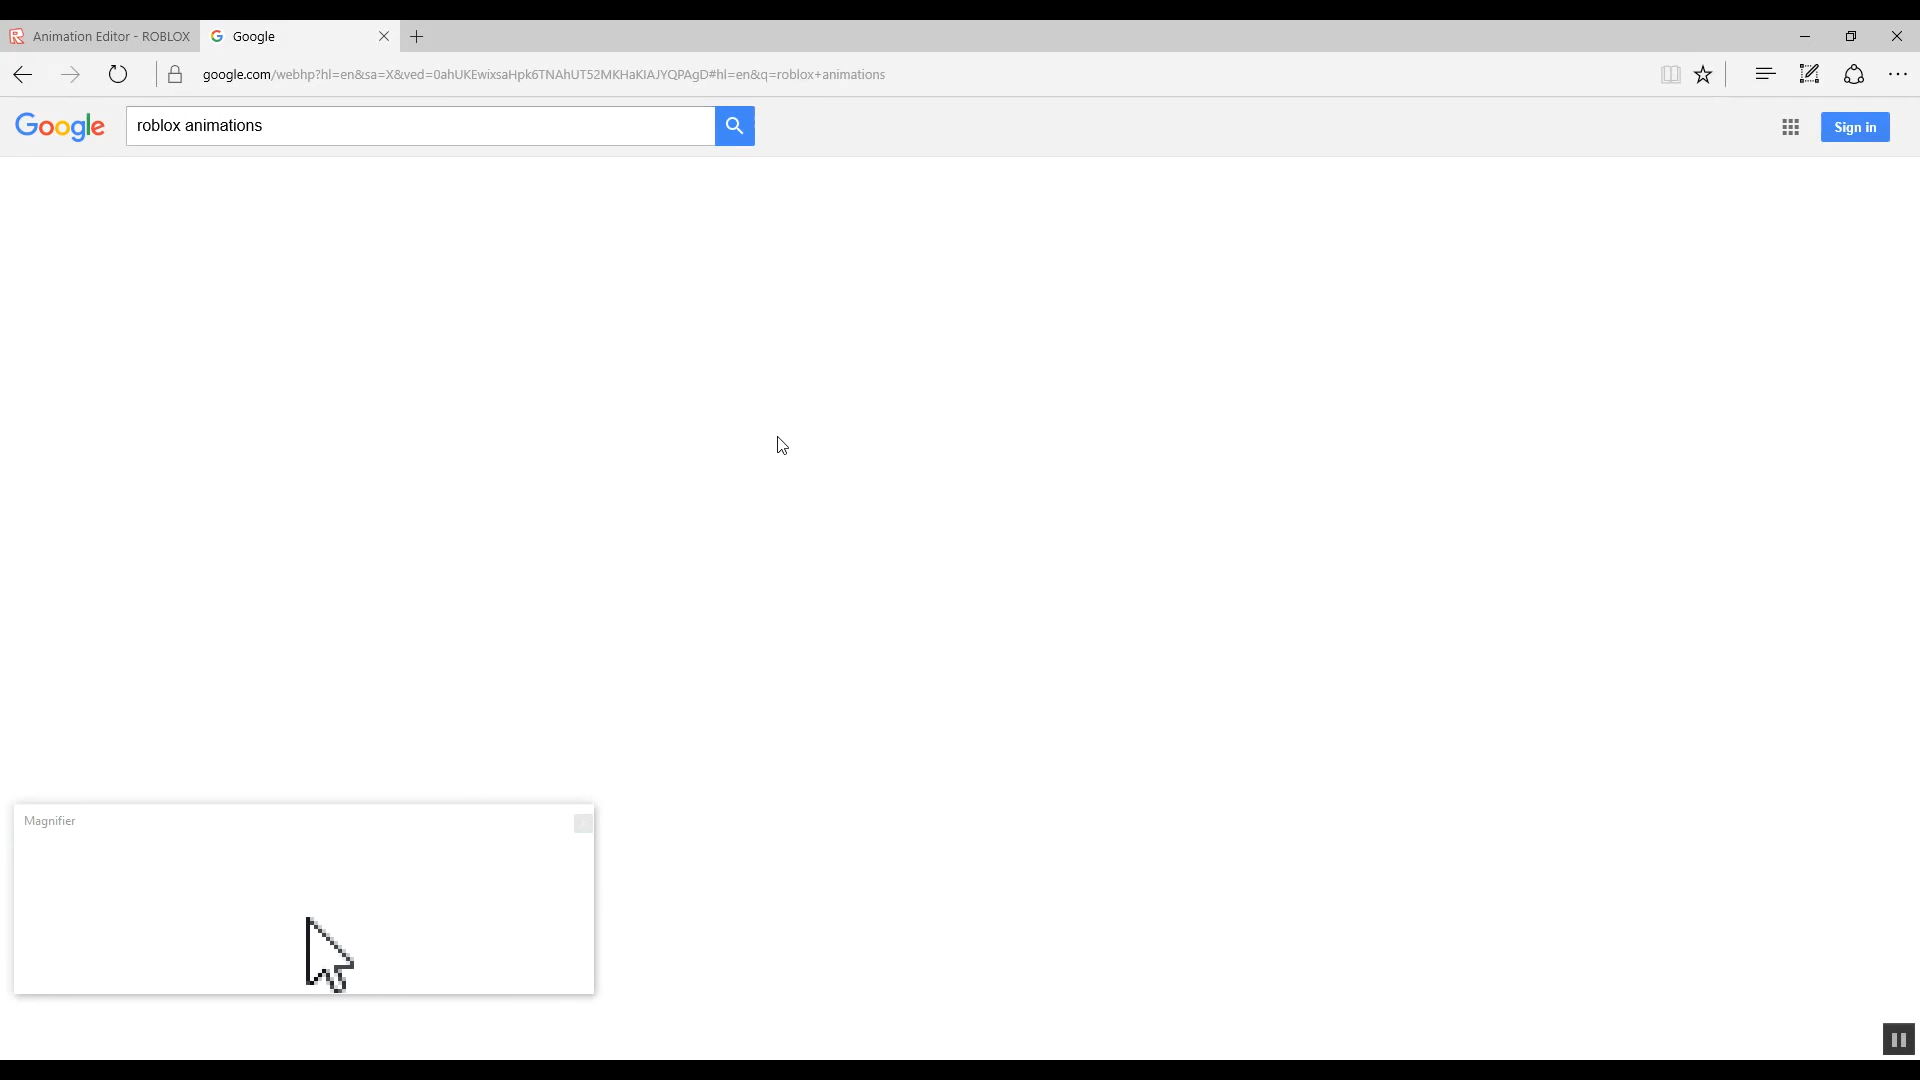 Animation Editor - ROBLOX
Google
google.com/webhp?hl=en&sa=X&ved=0ahUKEwixsaHpk6TNAhUT52MKHaKIAJYQPAgD#hl=en&q=roblox+animations
Google
roblox animations
Sign in
Magnifier